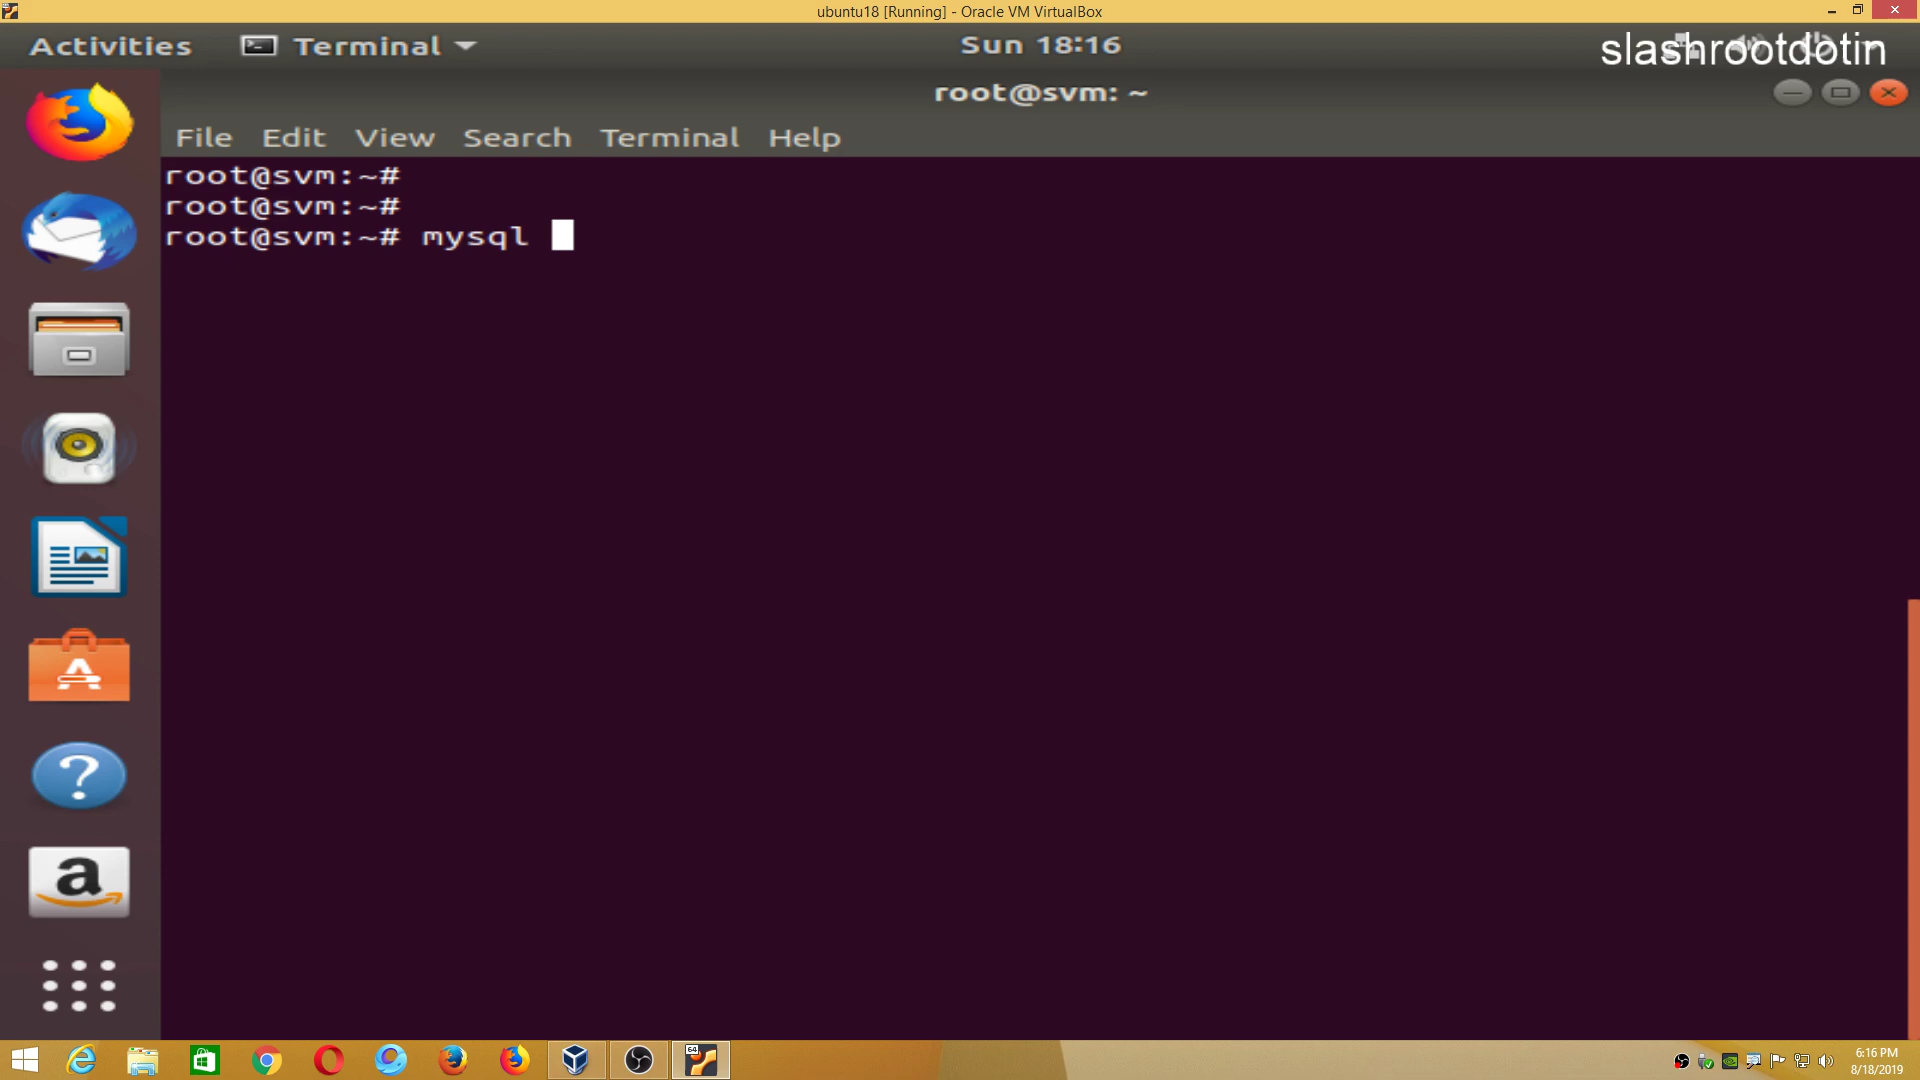 ubuntu18 [Running] - Oracle VM VirtualBox
Activities Terminal Sun 18:16 slashrootdotin
root@svm: ~
File Edit View Search Terminal Help
root@svm:~#
root@svm:~#
root@svm:~# mysql
A
?
a
64
6:16 PM
8/18/2019